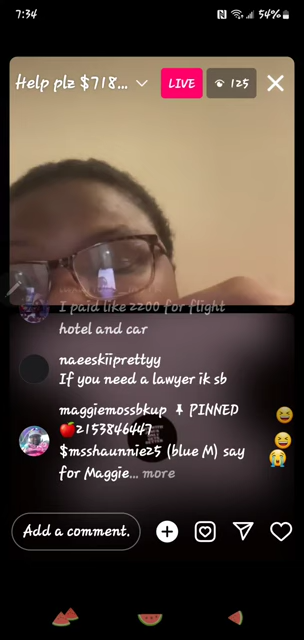 7:34
54%
Help plz $718...
LIVE
125
I paid like 2200 for flight
hotel and car
naeeskiiprettyy
If you need a lawyer ik sb
maggiemossbkup 📌 PINNED
🍎2153846447
$msshaunnie25 (blue M) say
for Maggie... more
Add a comment.